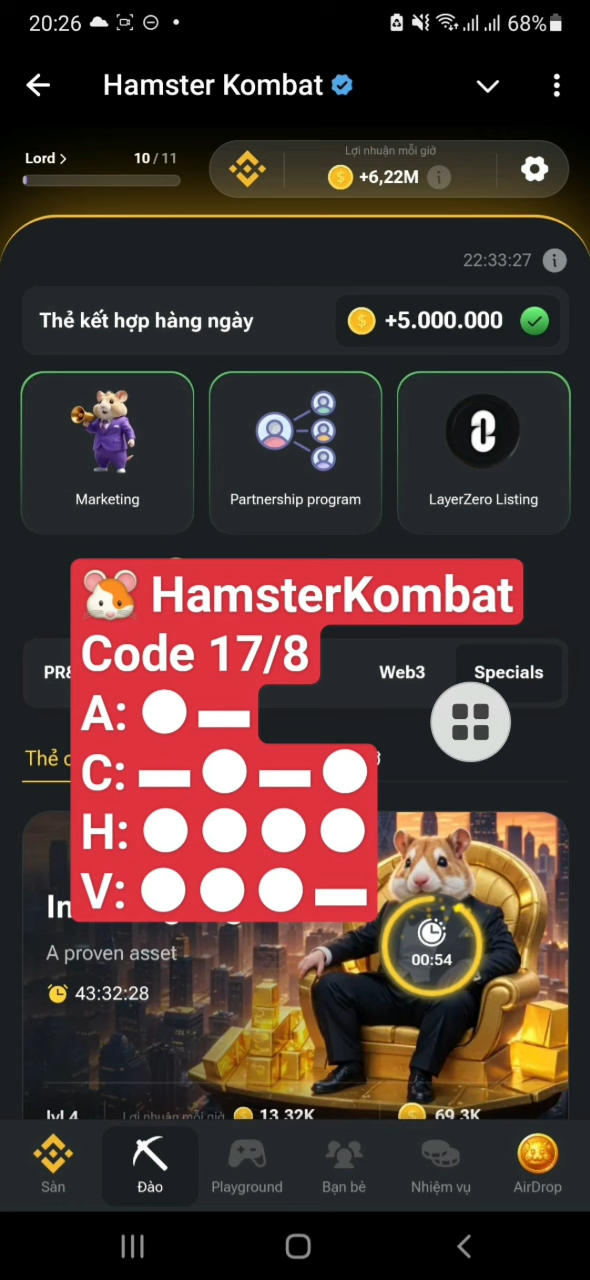 20:26
68%
Hamster Kombat
Lord > 10 / 11
Lợi nhuận mỗi giờ
+6,22M
22:33:27
Thẻ kết hợp hàng ngày +5.000.000
Marketing Partnership program LayerZero Listing
🐹 HamsterKombat
Code 17/8
PR& Web3 Specials
A: ● ▬
Thẻ
C: ▬ ● ▬ ●
H: ● ● ● ●
V: ● ● ● ▬
In
A proven asset
00:54
43:32:28
lvl 4 Lợi nhuận mỗi giờ 13,32K 69,3K
Sàn Đào Playground Bạn bè Nhiệm vụ AirDrop